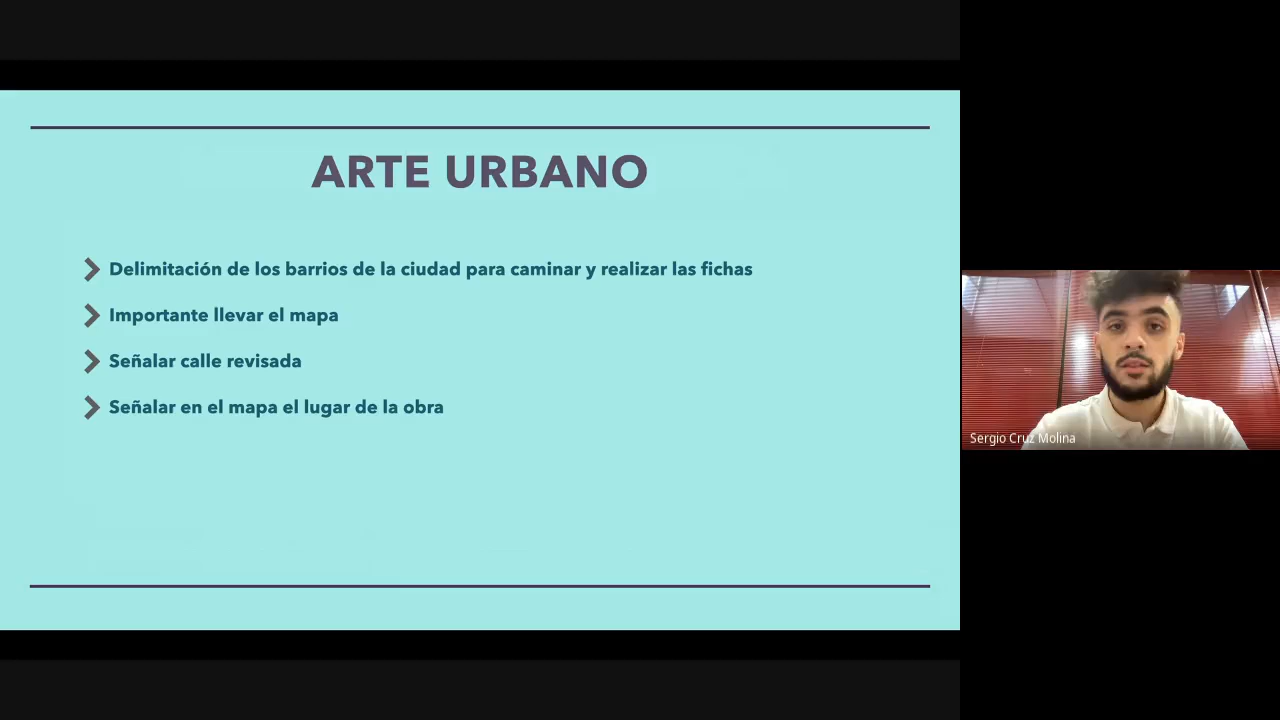 ARTE URBANO
Delimitación de los barrios de la ciudad para caminar y realizar las fichas
Importante llevar el mapa
Señalar calle revisada
Señalar en el mapa el lugar de la obra
Sergio Cruz Molina